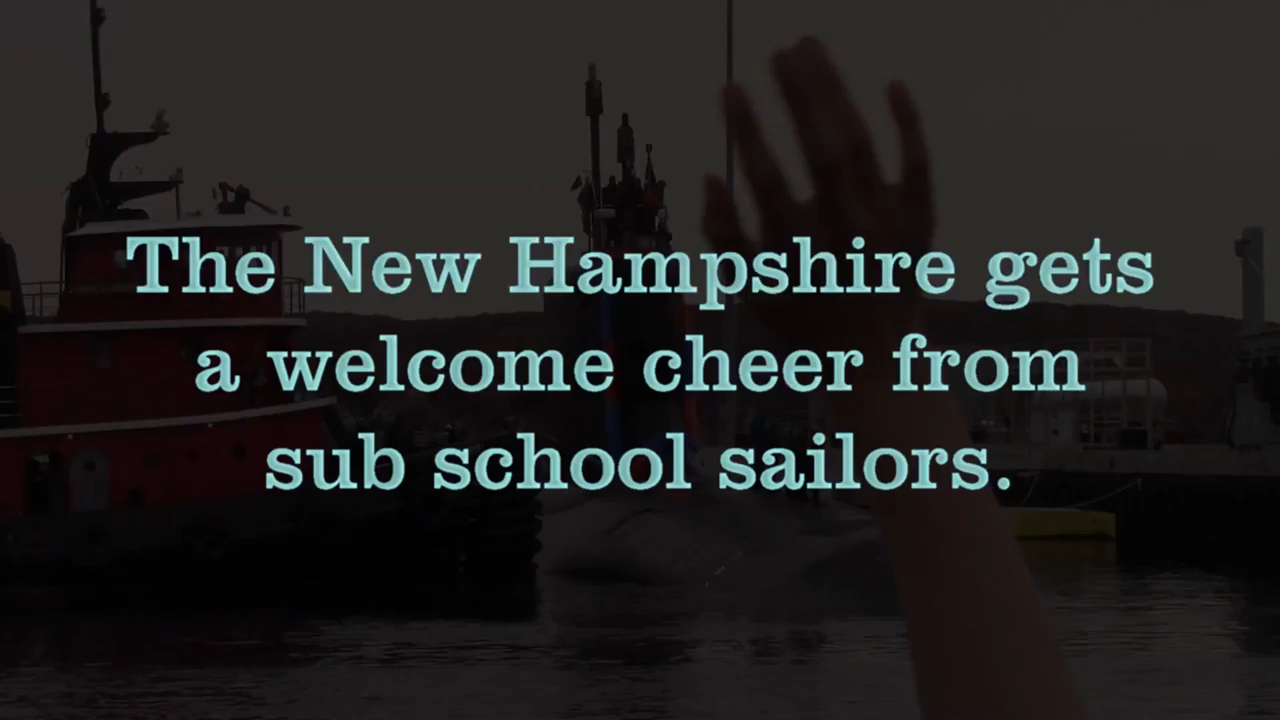 The New Hampshire gets
a welcome cheer from
sub school sailors.